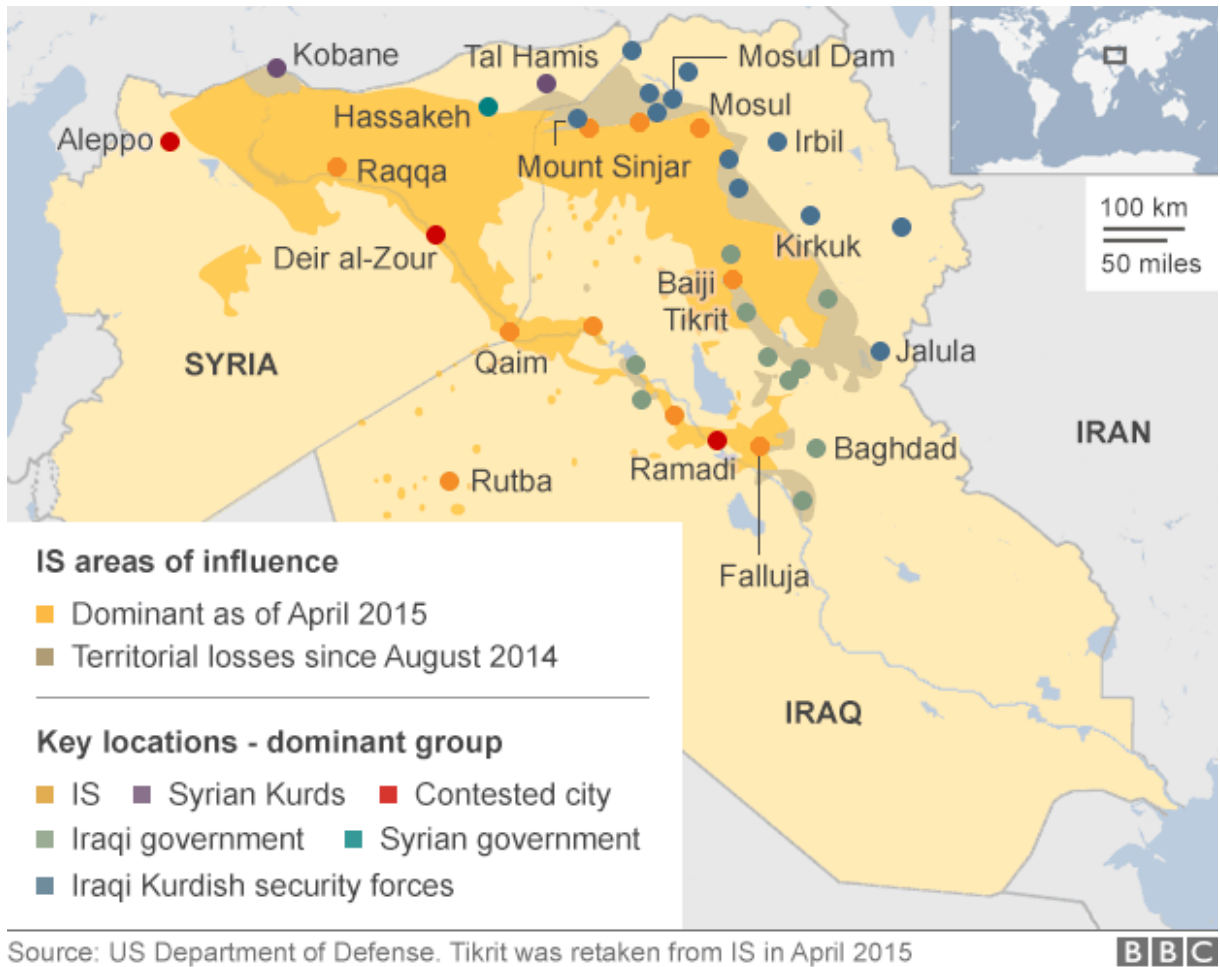 Kobane
Tal Hamis
Mosul Dam
Hassakeh
Mosul
Aleppo
Irbil
Raqqa
Mount Sinjar
100 km
50 miles
Deir al-Zour
Kirkuk
Baiji
Tikrit
SYRIA
Qaim
Jalula
IRAN
Rutba
Ramadi
Baghdad
Falluja
IRAQ
IS areas of influence
Dominant as of April 2015
Territorial losses since August 2014
Key locations - dominant group
IS Syrian Kurds Contested city
Iraqi government Syrian government
Iraqi Kurdish security forces
Source: US Department of Defense. Tikrit was retaken from IS in April 2015
BBC